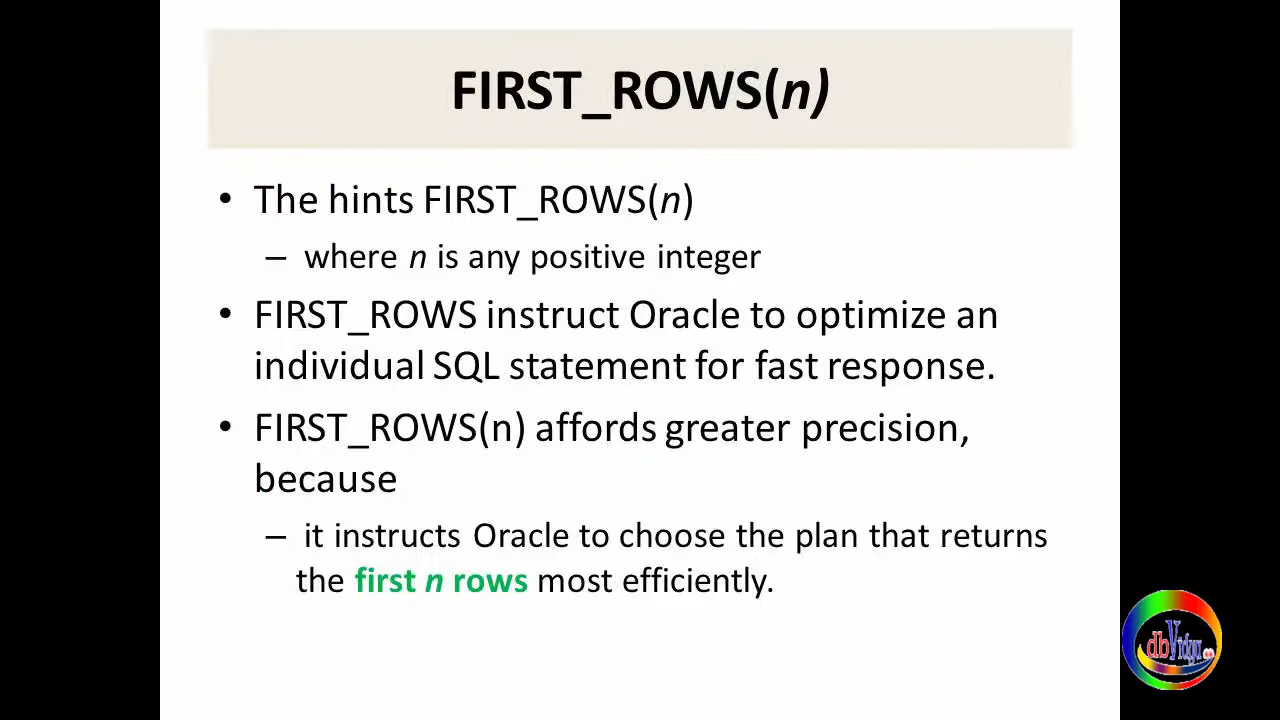 FIRST_ROWS(n)
• The hints FIRST_ROWS(n)
– where n is any positive integer
• FIRST_ROWS instruct Oracle to optimize an
individual SQL statement for fast response.
• FIRST_ROWS(n) affords greater precision,
because
– it instructs Oracle to choose the plan that returns
the first n rows most efficiently.
dbVidya